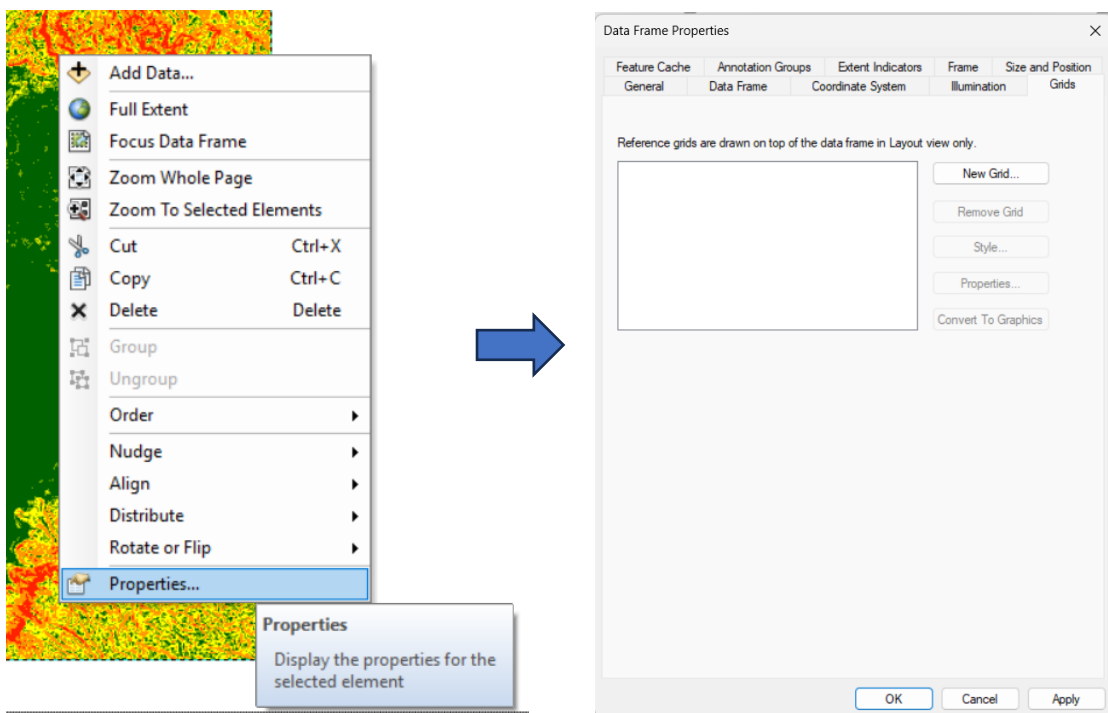 Add Data...
Full Extent
Focus Data Frame
Zoom Whole Page
Zoom To Selected Elements
Cut Ctrl+X
Copy Ctrl+C
Delete Delete
Group
Ungroup
Order
Nudge
Align
Distribute
Rotate or Flip
Properties...
Properties
Display the properties for the
selected element
Data Frame Properties
Feature Cache Annotation Groups Extent Indicators Frame Size and Position
General Data Frame Coordinate System Illumination Grids
Reference grids are drawn on top of the data frame in Layout view only.
New Grid...
Remove Grid
Style...
Properties...
Convert To Graphics
OK Cancel Apply